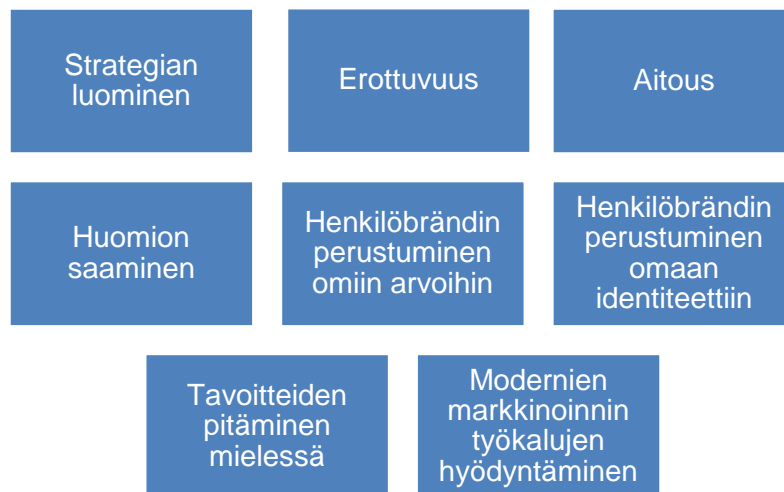 Strategian
luominen
Erottuvuus
Aitous
Huomion
saaminen
Henkilöbrändin
perustuminen
omiin arvoihin
Henkilöbrändin
perustuminen
omaan
identiteettiin
Tavoitteiden
pitäminen
mielessä
Modernien
markkinoinnin
työkalujen
hyödyntäminen